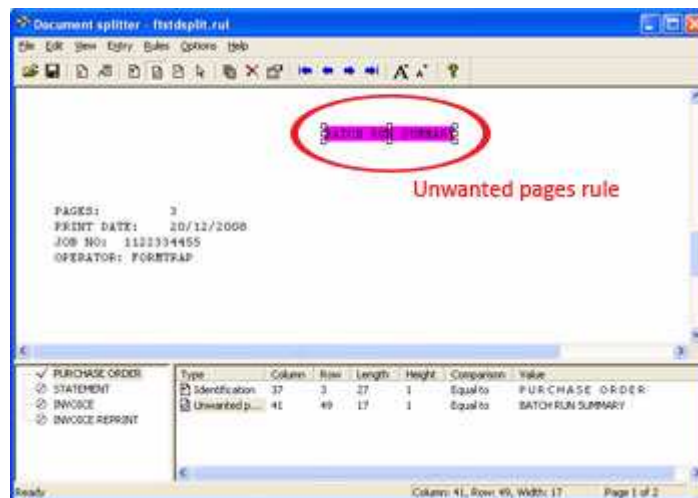 Document splitter - ftstdsplit.rul
File Edit View Entry Rules Options Help
BATCH RUN SUMMARY
Unwanted pages rule
PAGES: 3
PRINT DATE: 20/12/2008
JOB NO: 1122334455
OPERATOR: FORMTRAP
PURCHASE ORDER
STATEMENT
INVOICE
INVOICE REPRINT
Type Column Row Length Height Comparison Value
Identification 37 3 27 1 Equal to PURCHASE ORDER
Unwanted p... 41 49 17 1 Equal to BATCH RUN SUMMARY
Ready Column: 41, Row: 49, Width: 17 Page 1 of 2